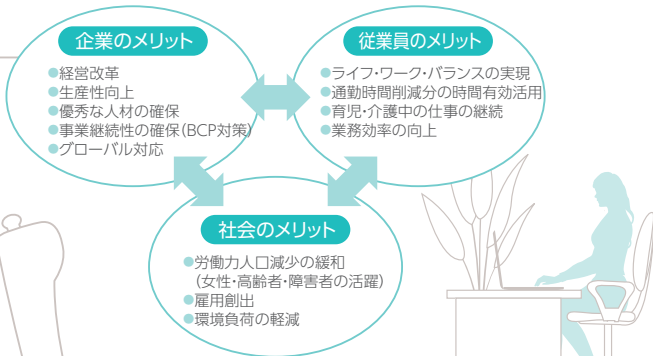 企業のメリット
●経営改革
●生産性向上
●優秀な人材の確保
●事業継続性の確保(BCP対策)
●グローバル対応
従業員のメリット
●ライフ・ワーク・バランスの実現
●通勤時間削減分の時間有効活用
●育児・介護中の仕事の継続
●業務効率の向上
社会のメリット
●労働力人口減少の緩和
(女性・高齢者・障害者の活躍)
●雇用創出
●環境負荷の軽減